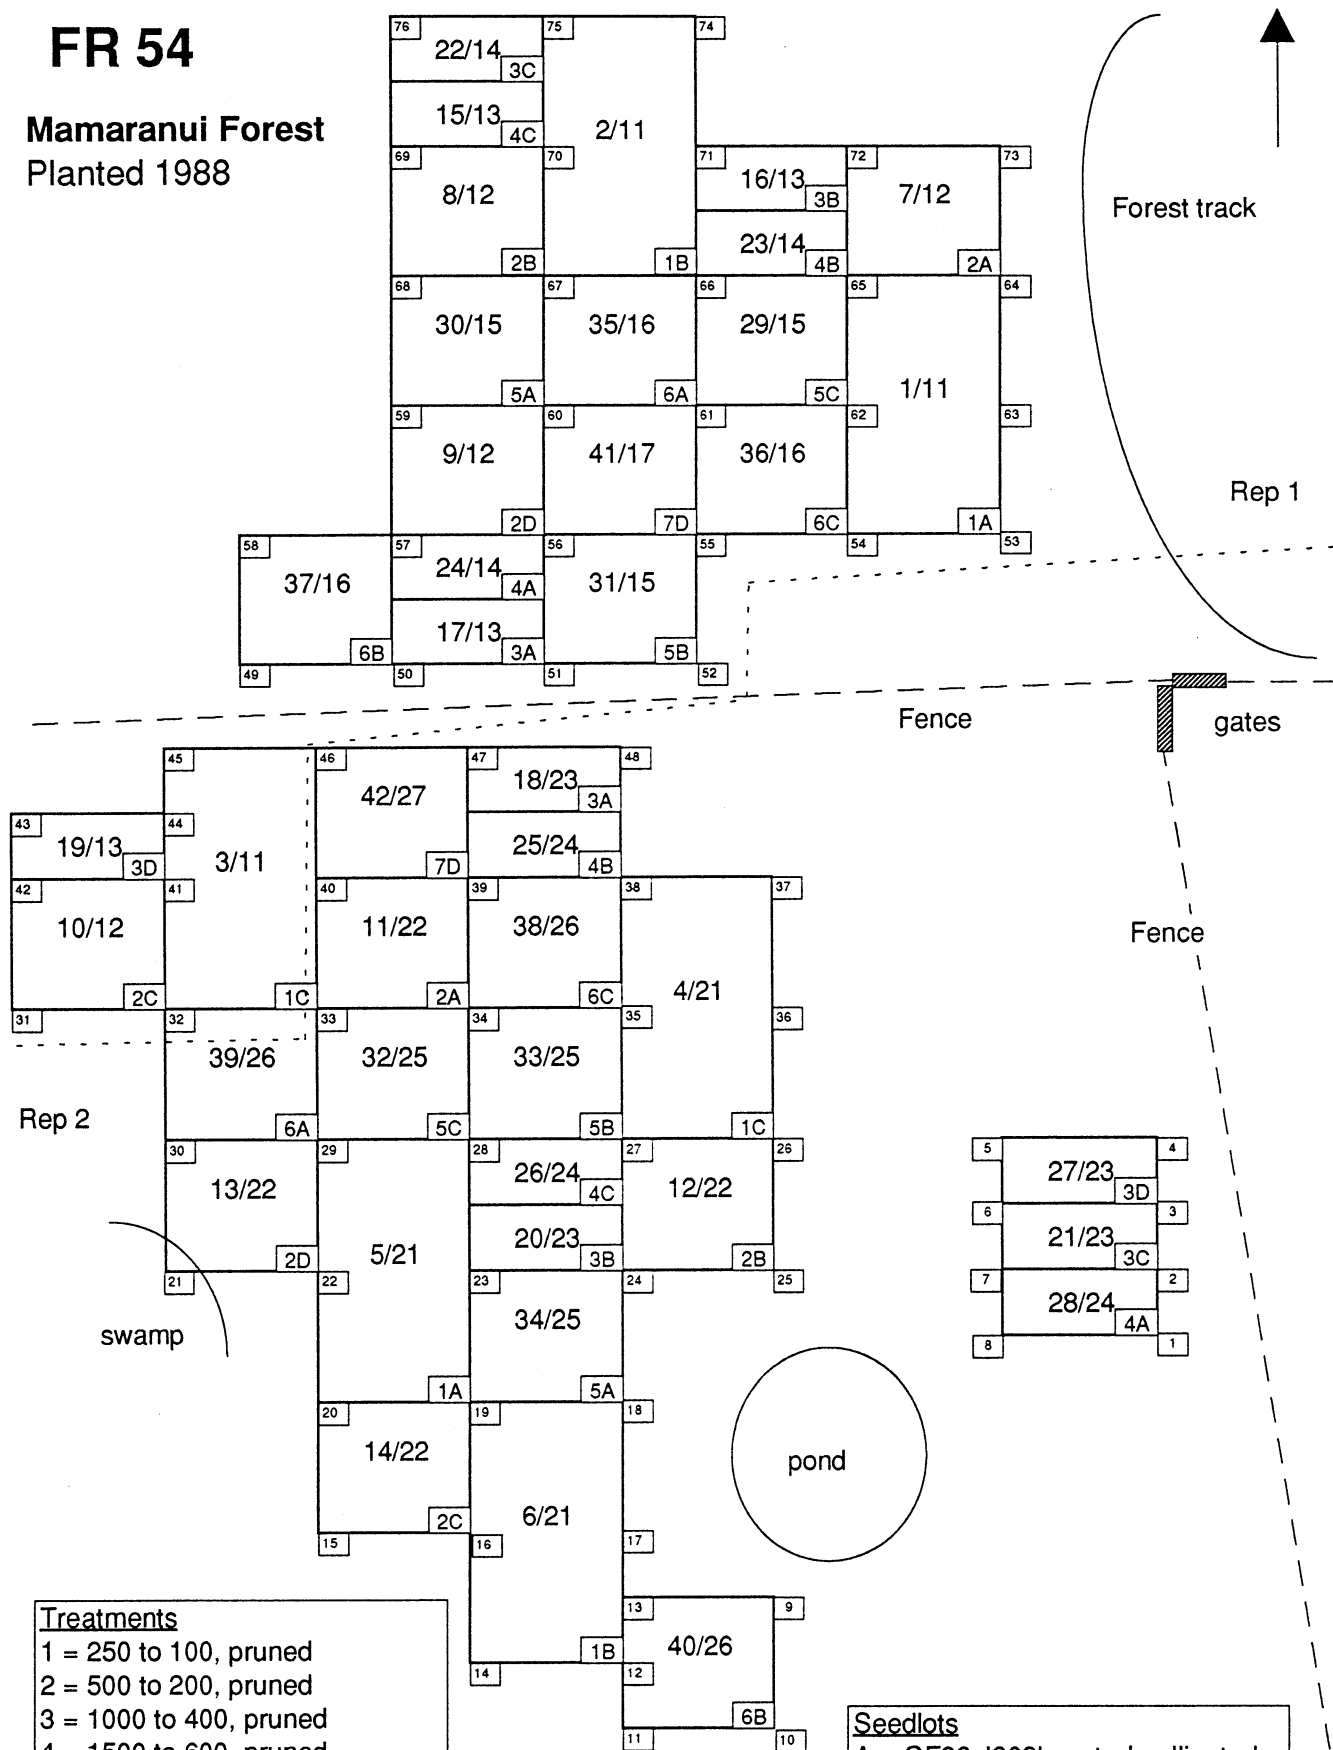 FR 54
Mamaranui Forest
Planted 1988
76 22/14 3C 75 74
15/13 4C
2/11 1B
69 8/12 2B 70
71 16/13 3B 72 7/12 2A 73
23/14 4B
Forest track
68 30/15 5A 67 35/16 6A 66 29/15 5C 65 64
1/11 1A
59 9/12 2D 60 41/17 7D 61 36/16 6C 62 63
Rep 1
58 37/16 6B 57 24/14 4A 56 31/15 5B 55 54 53
17/13 3A
49 50 51 52
Fence
gates
45 46 42/27 7D 47 18/23 3A 48
43 19/13 3D 44 3/11 1C 25/24 4B
42 10/12 2C 41 40 11/22 2A 39 38/26 6C 38 37
4/21 1C
Fence
31 32 39/26 6A 33 32/25 5C 34 33/25 5B 35 36
Rep 2
30 13/22 2D 29 28 26/24 4C 27 12/22 2B 26
5/21 1A 20/23 3B
5 27/23 3D 4
6 21/23 3C 3
7 28/24 4A 2
8 1
21 22 23 34/25 5A 24 25
swamp
20 14/22 2C 19 18
6/21 1B
pond
15 16 17
13 40/26 6B 9
14 12
11 10
Treatments
1 = 250 to 100, pruned
2 = 500 to 200, pruned
3 = 1000 to 400, pruned
4 = 1500 to 600, pruned
Seedlots